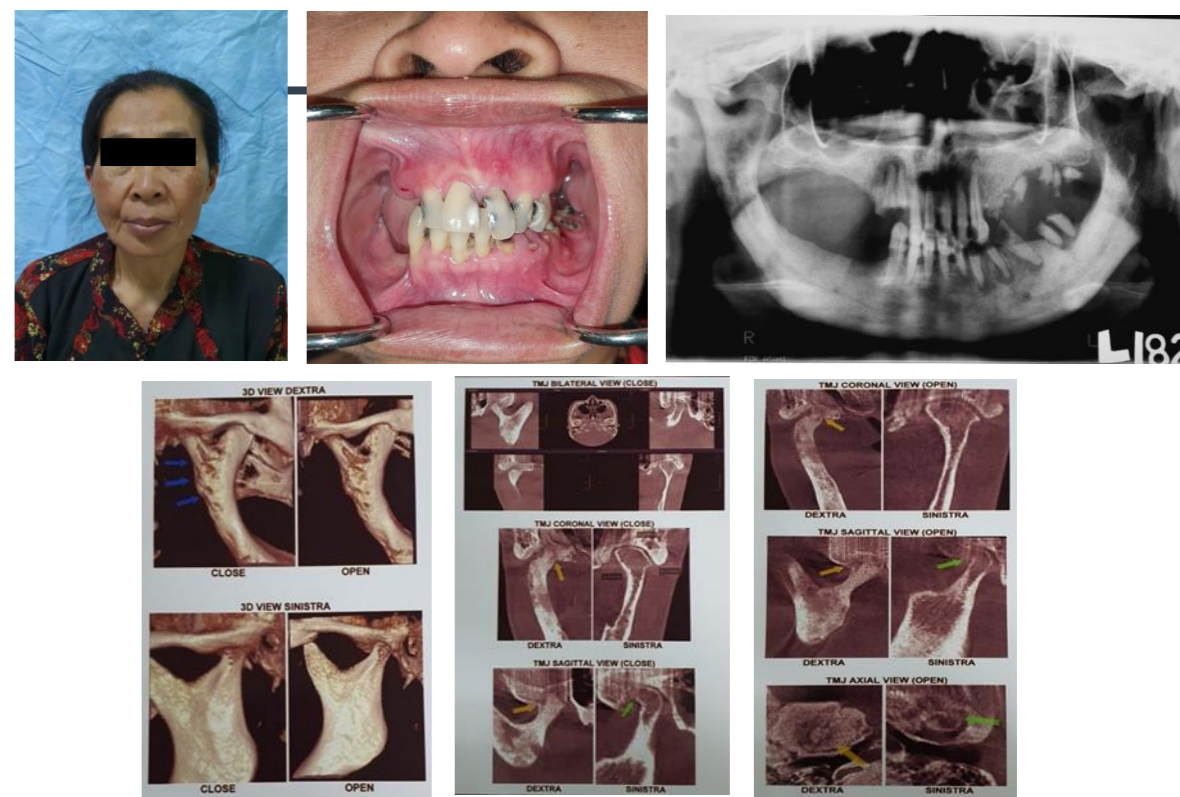 R
L
L182
3D VIEW DEXTRA
CLOSE
OPEN
3D VIEW SINISTRA
CLOSE
OPEN
TMJ BILATERAL VIEW (CLOSE)
TMJ CORONAL VIEW (CLOSE)
DEXTRA
SINISTRA
TMJ SAGITTAL VIEW (CLOSE)
DEXTRA
SINISTRA
TMJ CORONAL VIEW (OPEN)
DEXTRA
SINISTRA
TMJ SAGITTAL VIEW (OPEN)
DEXTRA
SINISTRA
TMJ AXIAL VIEW (OPEN)
DEXTRA
SINISTRA